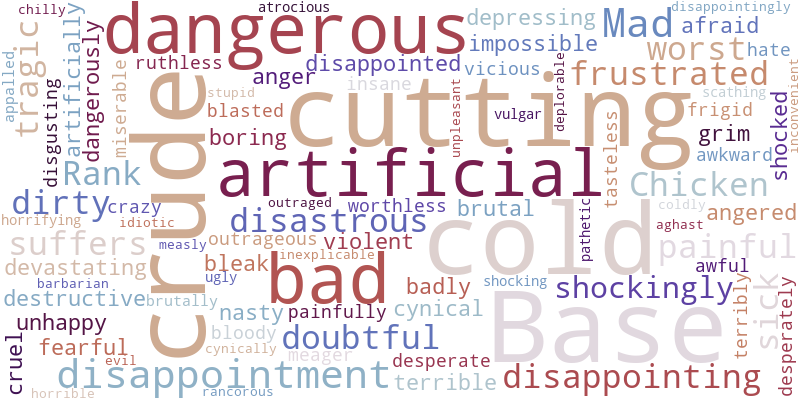 chilly
atrocious
dangerous
depressing
Mad
disappointingly
afraid
appalled
tragic
artificially
dangerously
ruthless
disappointed
impossible
worst
hate
anger
vicious
frustrated
miserable
disgusting
stupid
insane
cutting
deplorable
scathing
inconvenient
crude
blasted
unpleasant
vulgar
frigid
shocked
boring
tasteless
grim
artificial
awkward
Rank
Chicken
dirty
crazy
outraged
worthless
brutal
pathetic
coldly
angered
horrifying
idiotic
disastrous
cold
aghast
suffers
measly
outrageous
violent
painful
devastating
bleak
inexplicable
awful
barbarian
ugly
bad
badly
shocking
shockingly
sick
terribly
desperately
destructive
brutally
nasty
painfully
cynical
Base
unhappy
bloody
doubtful
cruel
fearful
cynically
meager
desperate
evil
disappointment
terrible
disappointing
horrible
rancorous